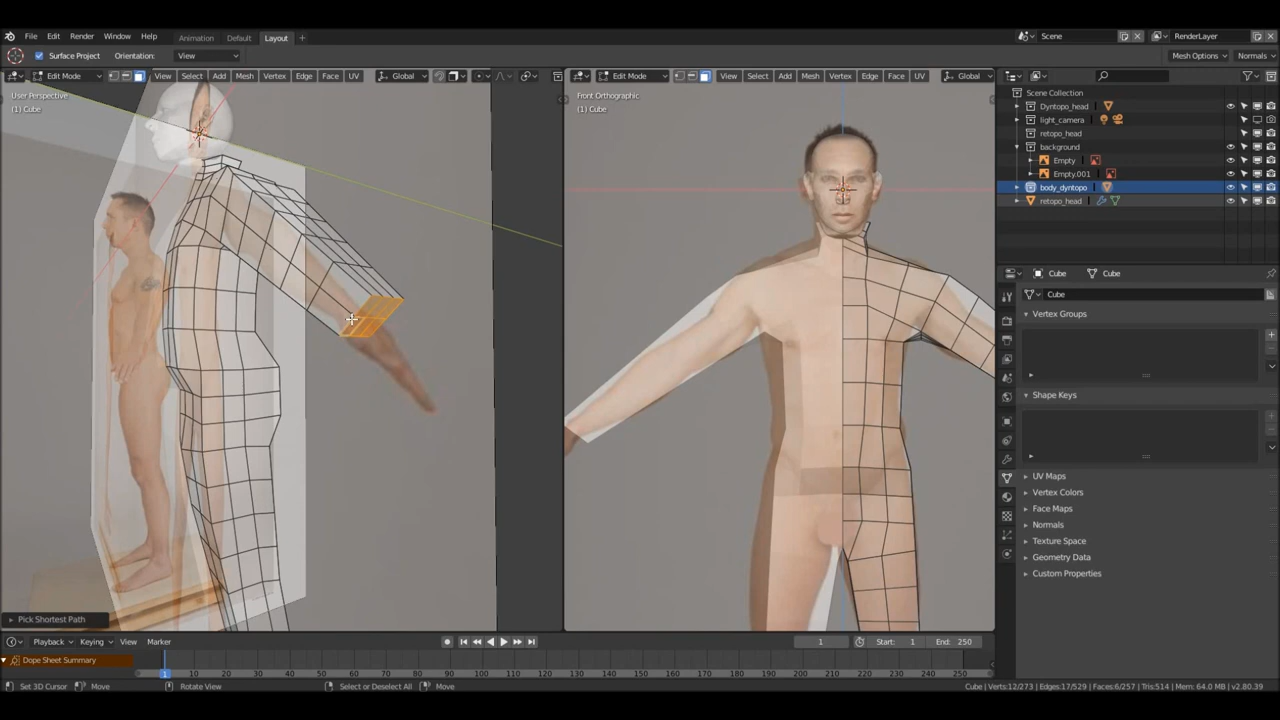 File Edit Render Window Help Animation Default Layout + Scene RenderLayer
Surface Project Orientation: View Mesh Options Normals
Edit Mode View Select Add Mesh Vertex Edge Face UV Global Edit Mode View Select Add Mesh Vertex Edge Face UV Global
User Perspective
(1) Cube
Front Orthographic
(1) Cube
Scene Collection
Dyntopo_head
light_camera
retopo_head
background
Empty
Empty.001
body_dyntopo
retopo_head
Cube Cube
Cube
Vertex Groups
Shape Keys
UV Maps
Vertex Colors
Face Maps
Normals
Texture Space
Geometry Data
Custom Properties
Pick Shortest Path
Playback Keying View Marker 1 Start: 1 End: 250
Dope Sheet Summary
1 10 20 30 40 50 60 70 80 90 100 110 120 130 140 150 160 170 180 190 200 210 220 230 240 250
Set 3D Cursor Move Rotate View Select or Deselect All Move Cube | Verts:12/273 | Edges:17/529 | Faces:6/257 | Tris:514 | Mem: 64.0 MB | v2.80.39